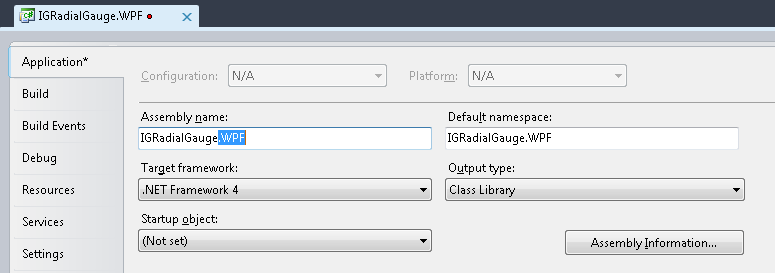 IGRadialGauge.WPF
Application*
Configuration: N/A Platform: N/A
Build
Assembly name: Default namespace:
Build Events
IGRadialGauge.WPF IGRadialGauge.WPF
Debug
Target framework: Output type:
Resources
.NET Framework 4 Class Library
Services
Startup object:
Settings
(Not set) Assembly Information...